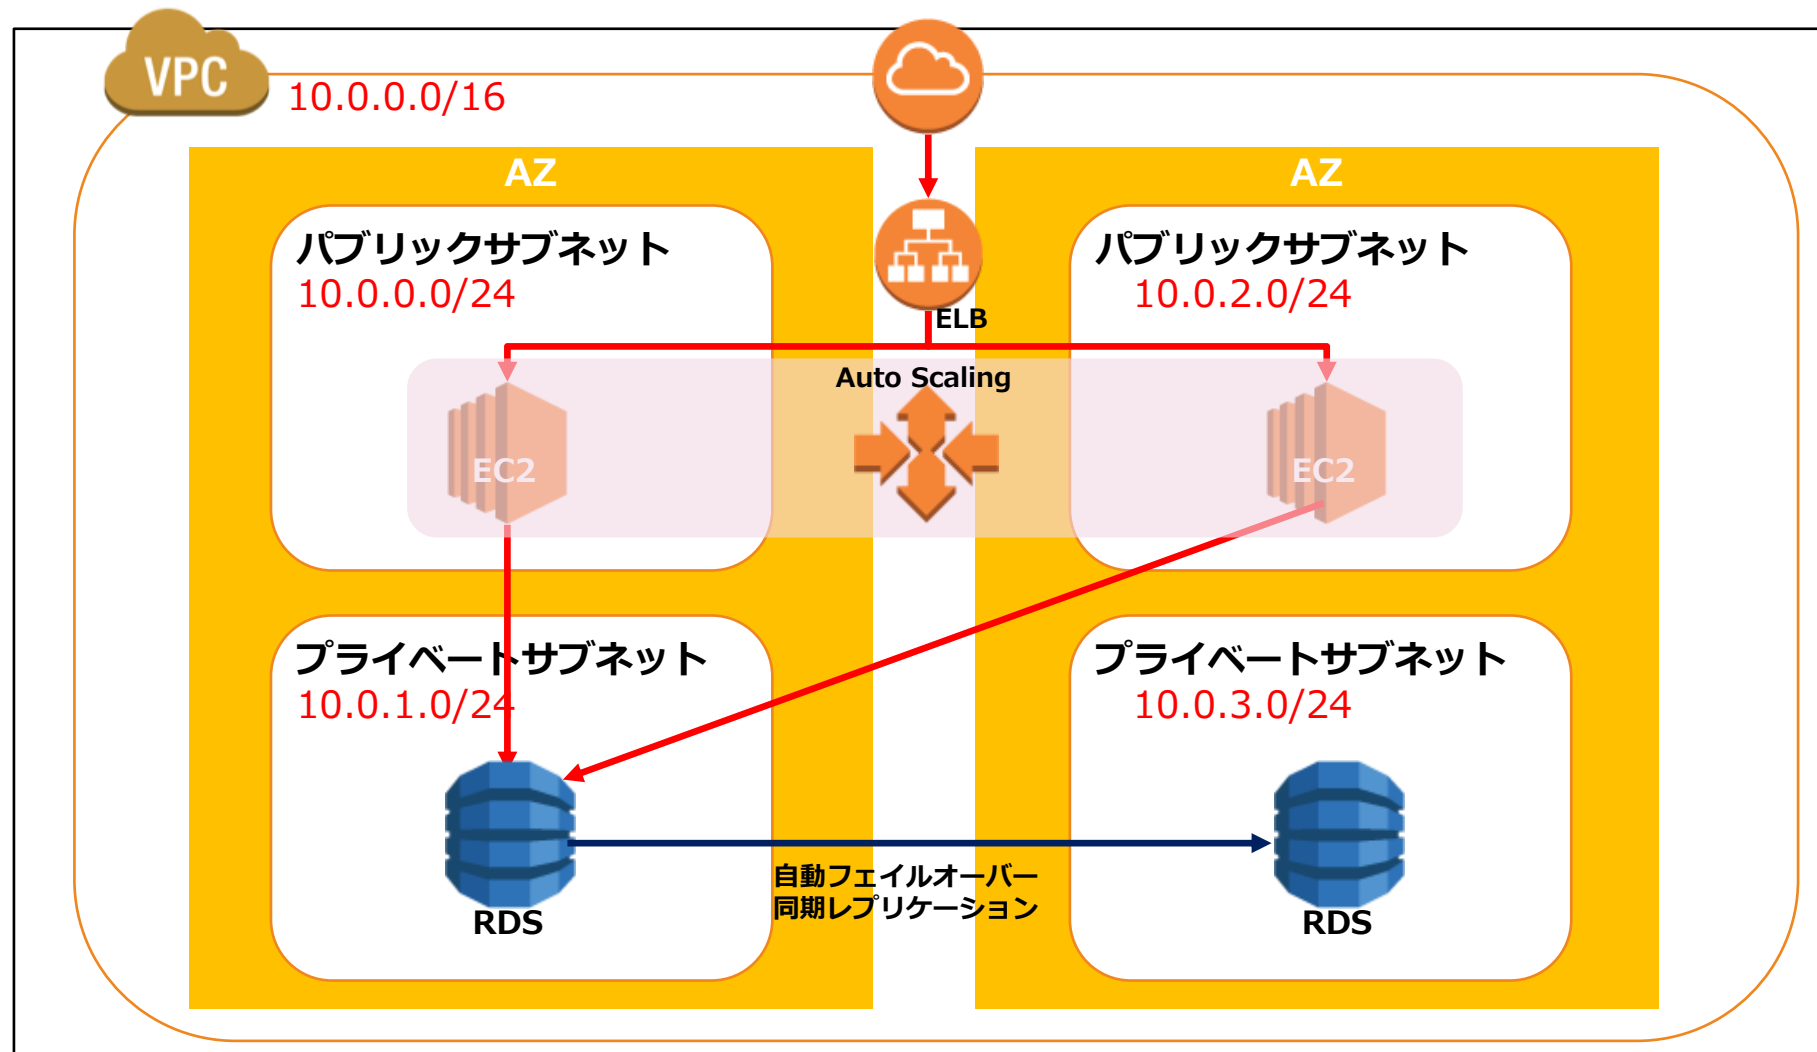 VPC
10.0.0.0/16
AZ
AZ
パブリックサブネット
10.0.0.0/24
パブリックサブネット
10.0.2.0/24
ELB
Auto Scaling
EC2
EC2
プライベートサブネット
10.0.1.0/24
プライベートサブネット
10.0.3.0/24
自動フェイルオーバー
同期レプリケーション
RDS
RDS